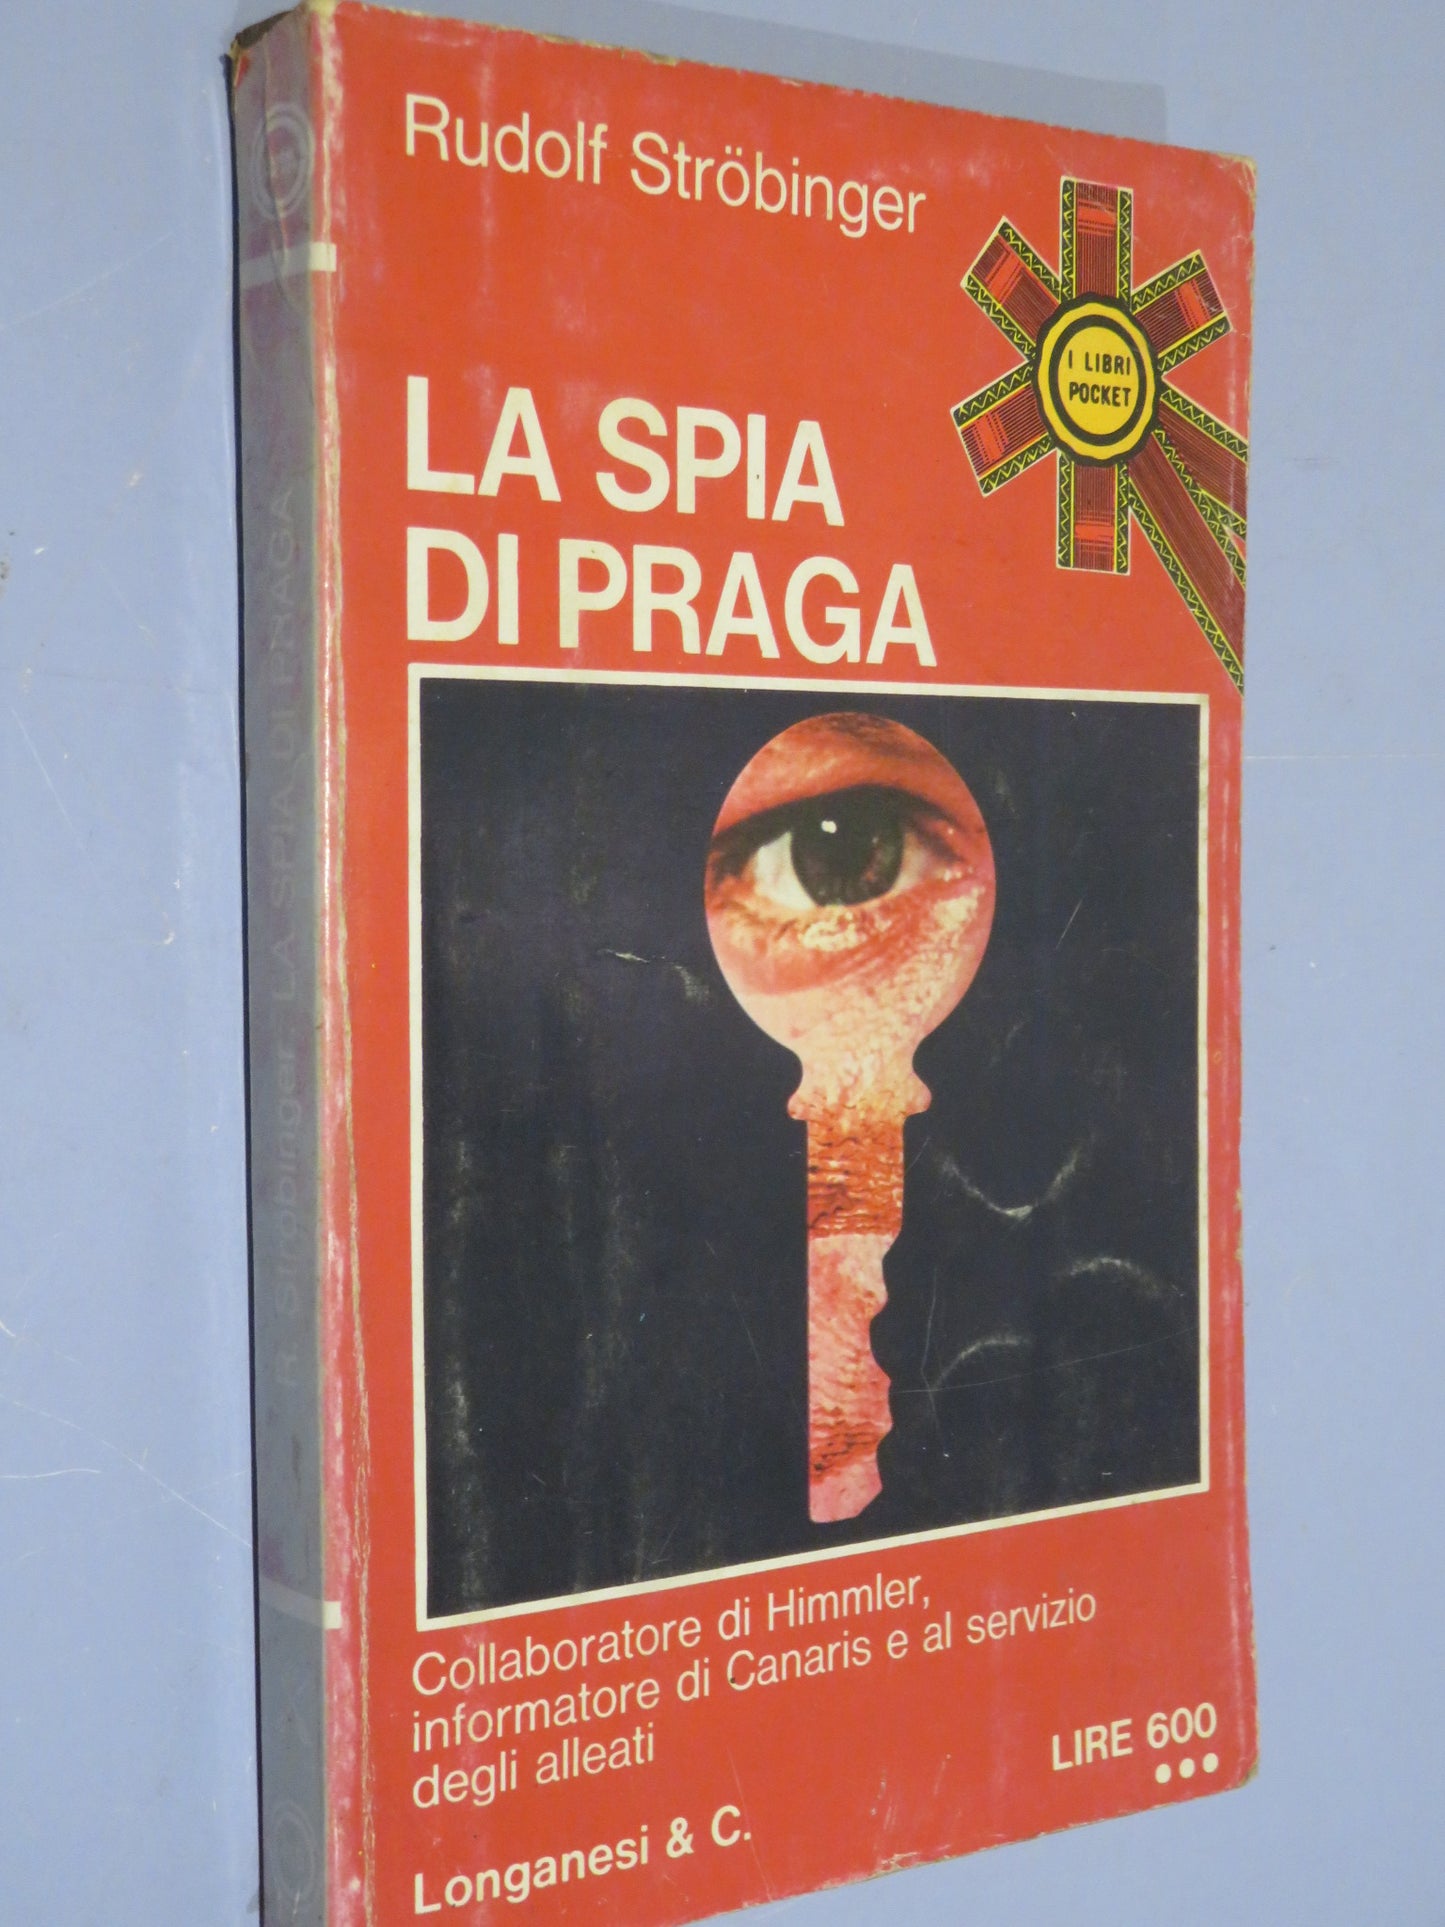 Rudolf Ströbinger
I LIBRI
POCKET
LA SPIA
DI PRAGA
Collaboratore di Himmler,
informatore di Canaris e al servizio
degli alleati
LIRE 600
Longanesi & C.
R. Ströbinger: LA SPIA DI PRAGA